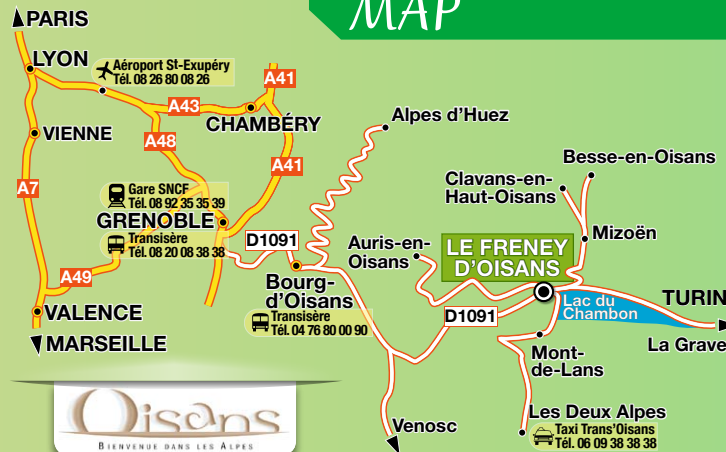 MAP
PARIS
LYON
Aéroport St-Exupéry
Tél. 08 26 80 08 26
A41
A43
CHAMBÉRY
Alpes d'Huez
VIENNE
A48
A41
Besse-en-Oisans
Clavans-en-
Haut-Oisans
A7
Gare SNCF
Tél. 08 92 35 35 39
GRENOBLE
Transisère
Tél. 08 20 08 38 38
D1091
Auris-en-
Oisans
LE FRENEY
D'OISANS
Mizoën
A49
Bourg-
d'Oisans
Transisère
Tél. 04 76 80 00 90
Lac du
Chambon
TURIN
VALENCE
D1091
MARSEILLE
La Grave
Mont-
de-Lans
Oisans
BIENVENUE DANS LES ALPES
Venosc
Les Deux Alpes
Taxi Trans'Oisans
Tél. 06 09 38 38 38